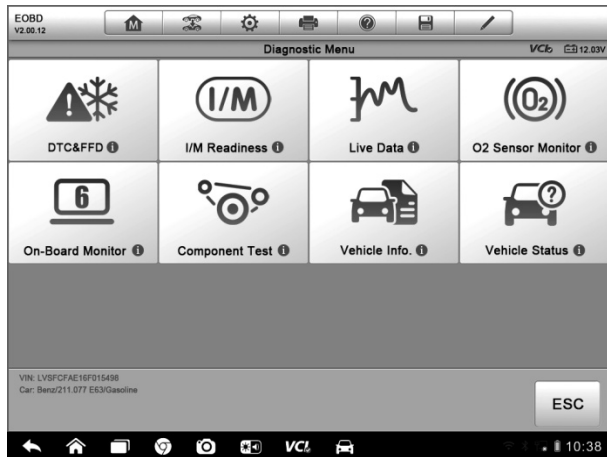 EOBD
V2.00.12
M
Diagnostic Menu
VCI 12.03V
DTC&FFD
I/M
I/M Readiness
Live Data
O2
O2 Sensor Monitor
6
On-Board Monitor
Component Test
Vehicle Info.
Vehicle Status
VIN: LVSFCFAE16F015498
Car: Benz/211.077 E63/Gasoline
ESC
VCI
10:38